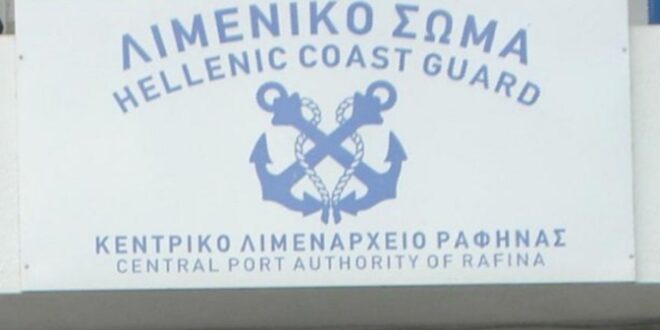 ΛΙΜΕΝΙΚΟ ΣΩΜΑ
HELLENIC COAST GUARD
ΚΕΝΤΡΙΚΟ ΛΙΜΕΝΑΡΧΕΙΟ ΡΑΦΗΝΑΣ
CENTRAL PORT AUTHORITY OF RAFINA